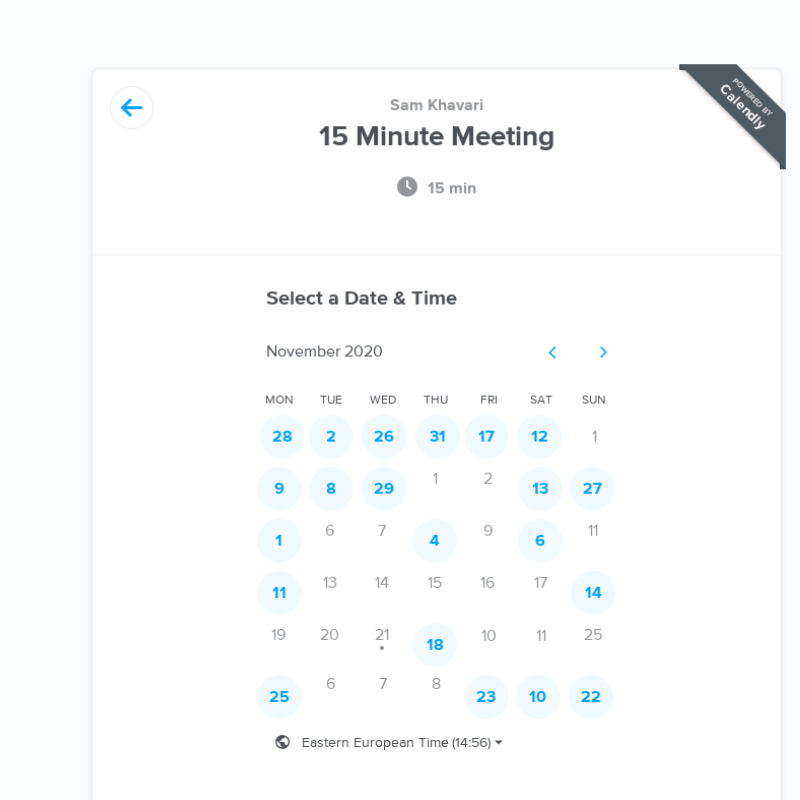 POWERED BY
Calendly
Sam Khavari
15 Minute Meeting
15 min
Select a Date & Time
November 2020
MON TUE WED THU FRI SAT SUN
28 2 26 31 17 12 1
9 8 29 1 2 13 27
1 6 7 4 9 6 11
11 13 14 15 16 17 14
19 20 21 18 10 11 25
25 6 7 8 23 10 22
Eastern European Time (14:56)